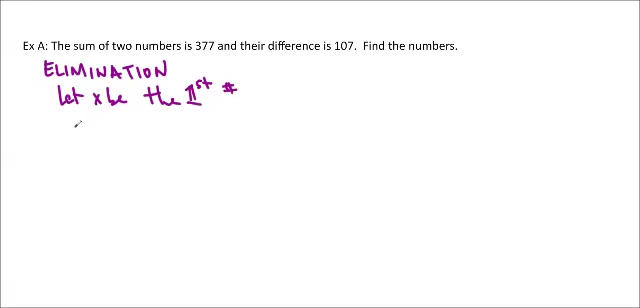 Ex A: The sum of two numbers is 377 and their difference is 107.  Find the numbers.
ELIMINATION
Let x be the 1st #